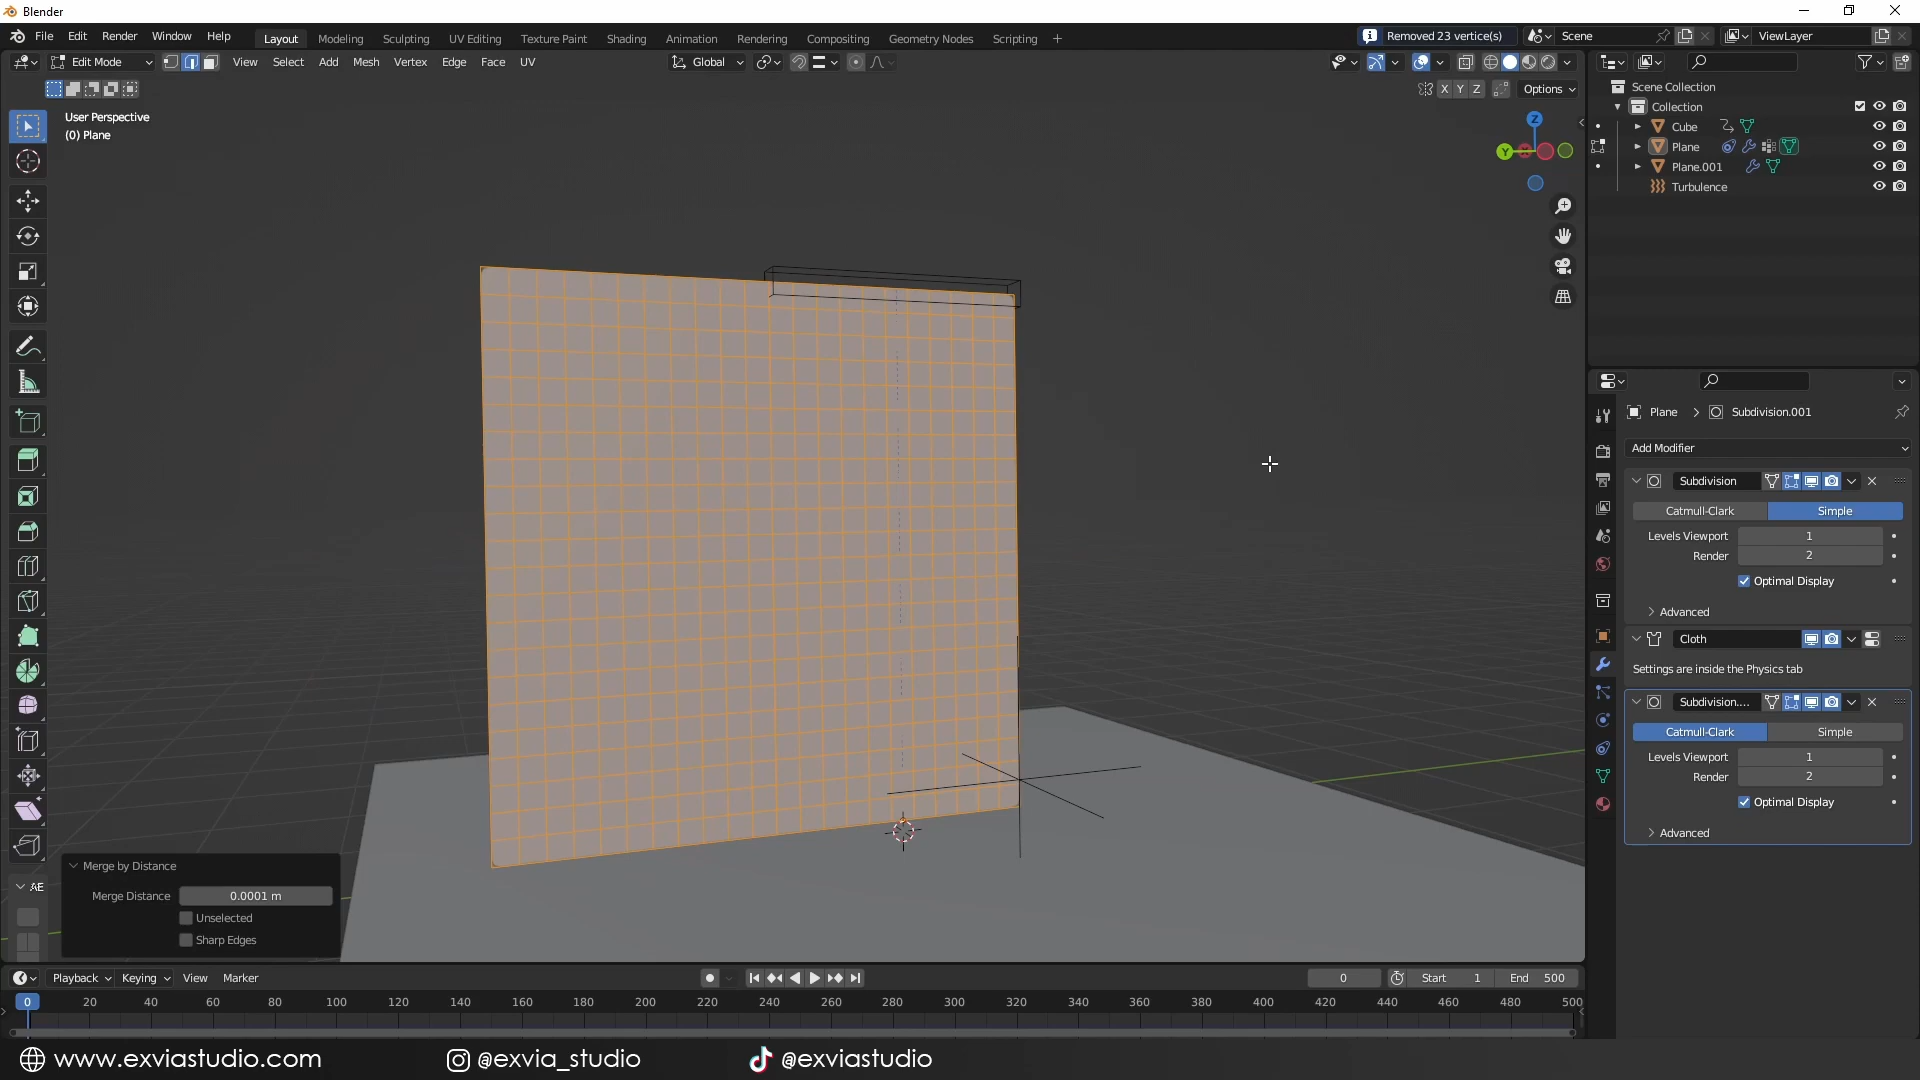 Blender
File Edit Render Window Help Layout Modeling Sculpting UV Editing Texture Paint Shading Animation Rendering Compositing Geometry Nodes Scripting + Removed 23 vertice(s) Scene ViewLayer
Edit Mode View Select Add Mesh Vertex Edge Face UV Global
X Y Z Options
User Perspective
(0) Plane
Z
Y
Scene Collection
Collection
Cube
Plane
Plane.001
Turbulence
Plane > Subdivision.001
Add Modifier
Subdivision
Catmull-Clark Simple
Levels Viewport 1
Render 2
Optimal Display
Advanced
Cloth
Settings are inside the Physics tab
Subdivision....
Catmull-Clark Simple
Levels Viewport 1
Render 2
Optimal Display
Advanced
Merge by Distance
Merge Distance 0.0001 m
Unselected
Sharp Edges
AE
Playback Keying View Marker 0 Start 1 End 500
0 20 40 60 80 100 120 140 160 180 200 220 240 260 280 300 320 340 360 380 400 420 440 460 480 500
www.exviastudio.com @exvia_studio @exviastudio